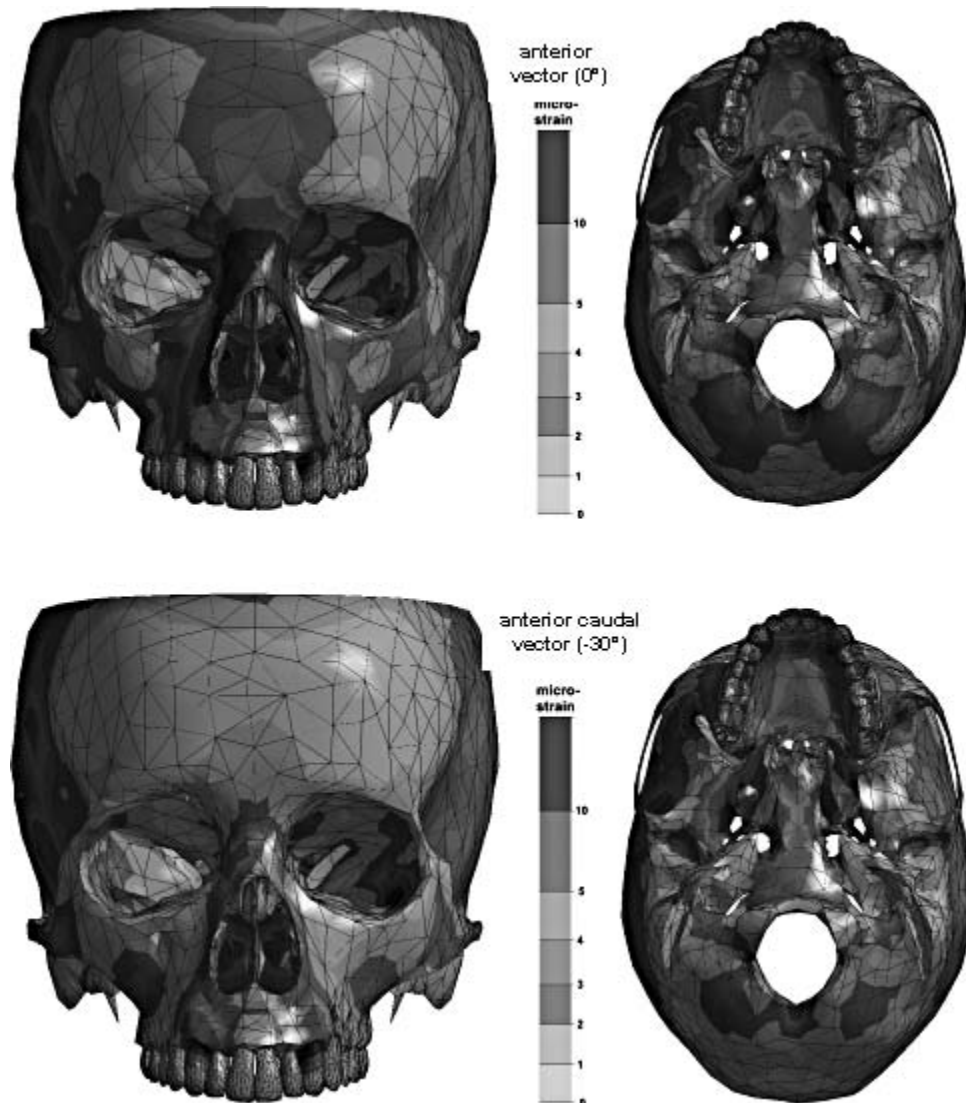 anterior
vector (0°)
micro-
strain
10
5
4
3
2
1
0
anterior caudal
vector (-30°)
micro-
strain
10
5
4
3
2
1
0